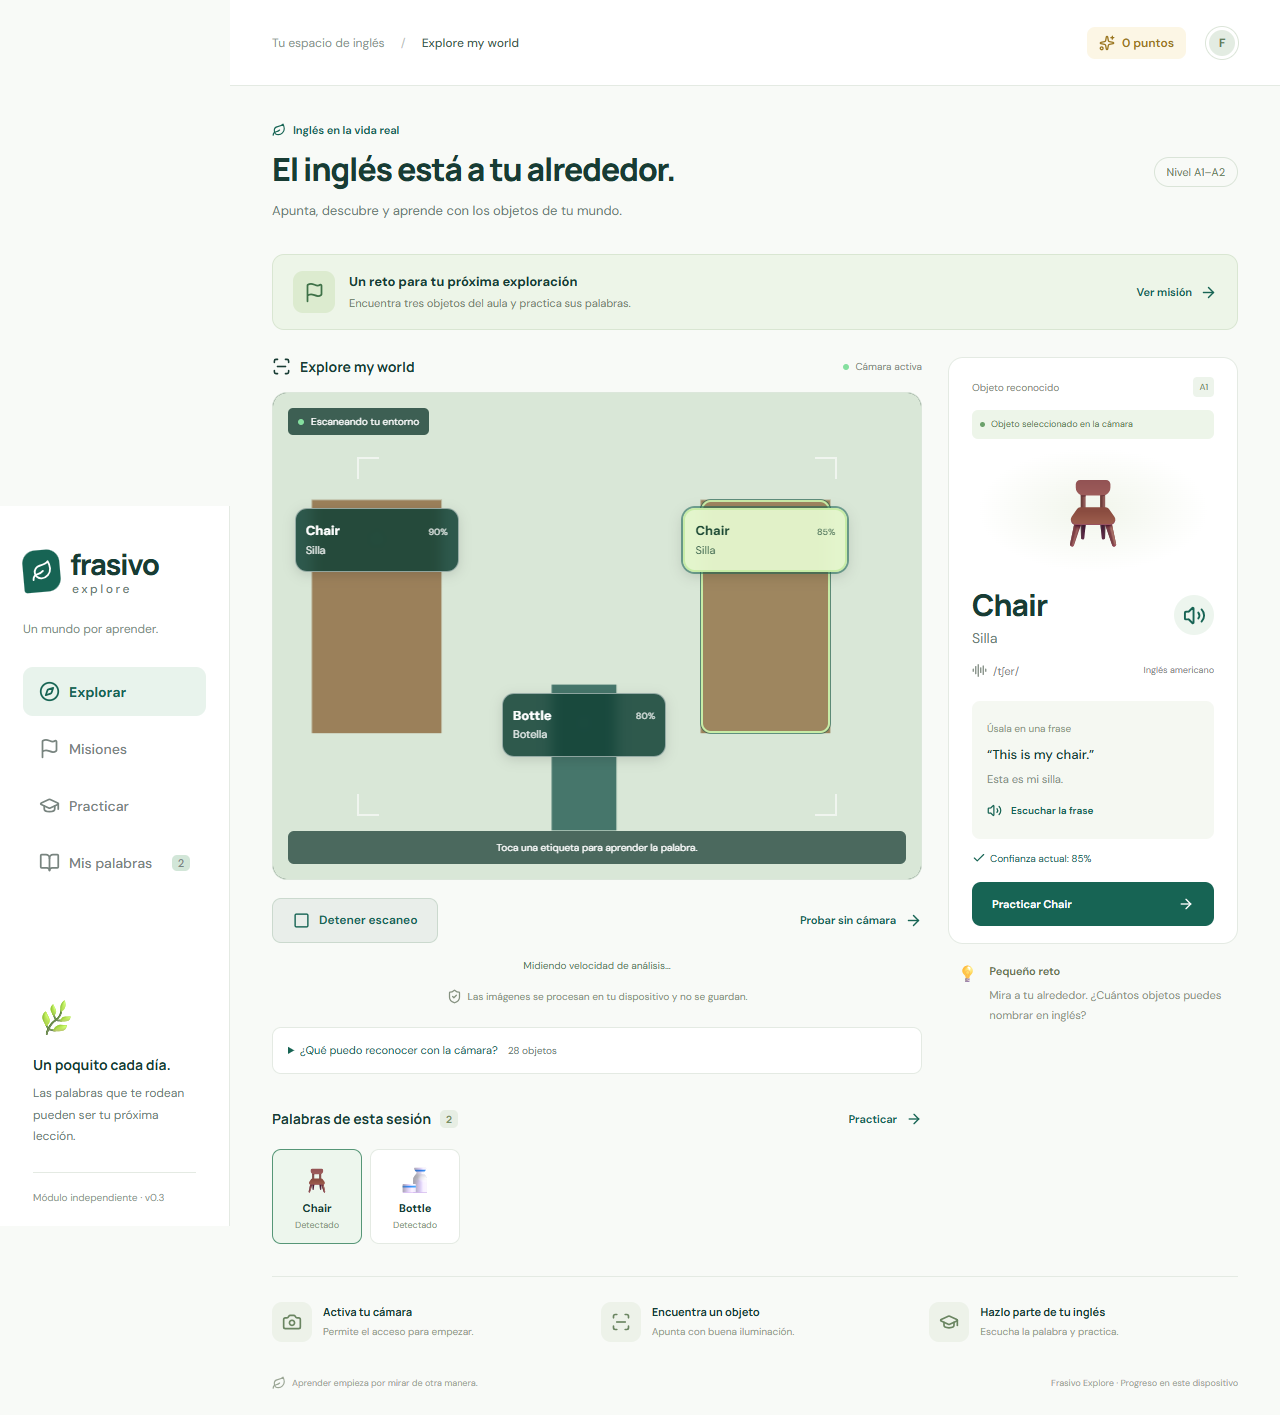 Tu espacio de inglés / Explore my world
0 puntos
F
frasivo
explore
Un mundo por aprender.
Explorar
Misiones
Practicar
Mis palabras 2
Un poquito cada día.
Las palabras que te rodean
pueden ser tu próxima
lección.
Módulo independiente · v0.3
Inglés en la vida real
El inglés está a tu alrededor.
Apunta, descubre y aprende con los objetos de tu mundo.
Nivel A1–A2
Un reto para tu próxima exploración
Encuentra tres objetos del aula y practica sus palabras.
Ver misión
Explore my world
Cámara activa
Escaneando tu entorno
Chair 90%
Silla
Chair 85%
Silla
Bottle 80%
Botella
Toca una etiqueta para aprender la palabra.
Detener escaneo
Probar sin cámara
Midiendo velocidad de análisis...
Las imágenes se procesan en tu dispositivo y no se guardan.
¿Qué puedo reconocer con la cámara? 28 objetos
Palabras de esta sesión 2
Practicar
Chair
Detectado
Bottle
Detectado
Objeto reconocido
A1
Objeto seleccionado en la cámara
Chair
Silla
/tʃer/
Inglés americano
Úsala en una frase
“This is my chair.”
Esta es mi silla.
Escuchar la frase
Confianza actual: 85%
Practicar Chair
Pequeño reto
Mira a tu alrededor. ¿Cuántos objetos puedes
nombrar en inglés?
Activa tu cámara
Permite el acceso para empezar.
Encuentra un objeto
Apunta con buena iluminación.
Hazlo parte de tu inglés
Escucha la palabra y practica.
Aprender empieza por mirar de otra manera.
Frasivo Explore · Progreso en este dispositivo